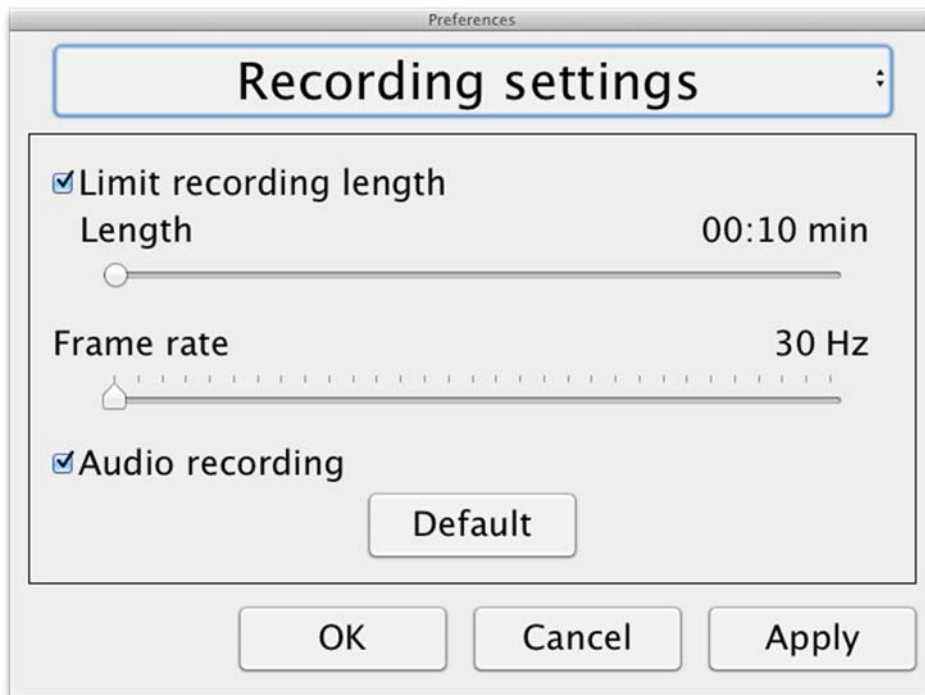 Preferences
Recording settings
Limit recording length
Length 00:10 min
Frame rate 30 Hz
Audio recording
Default
OK Cancel Apply